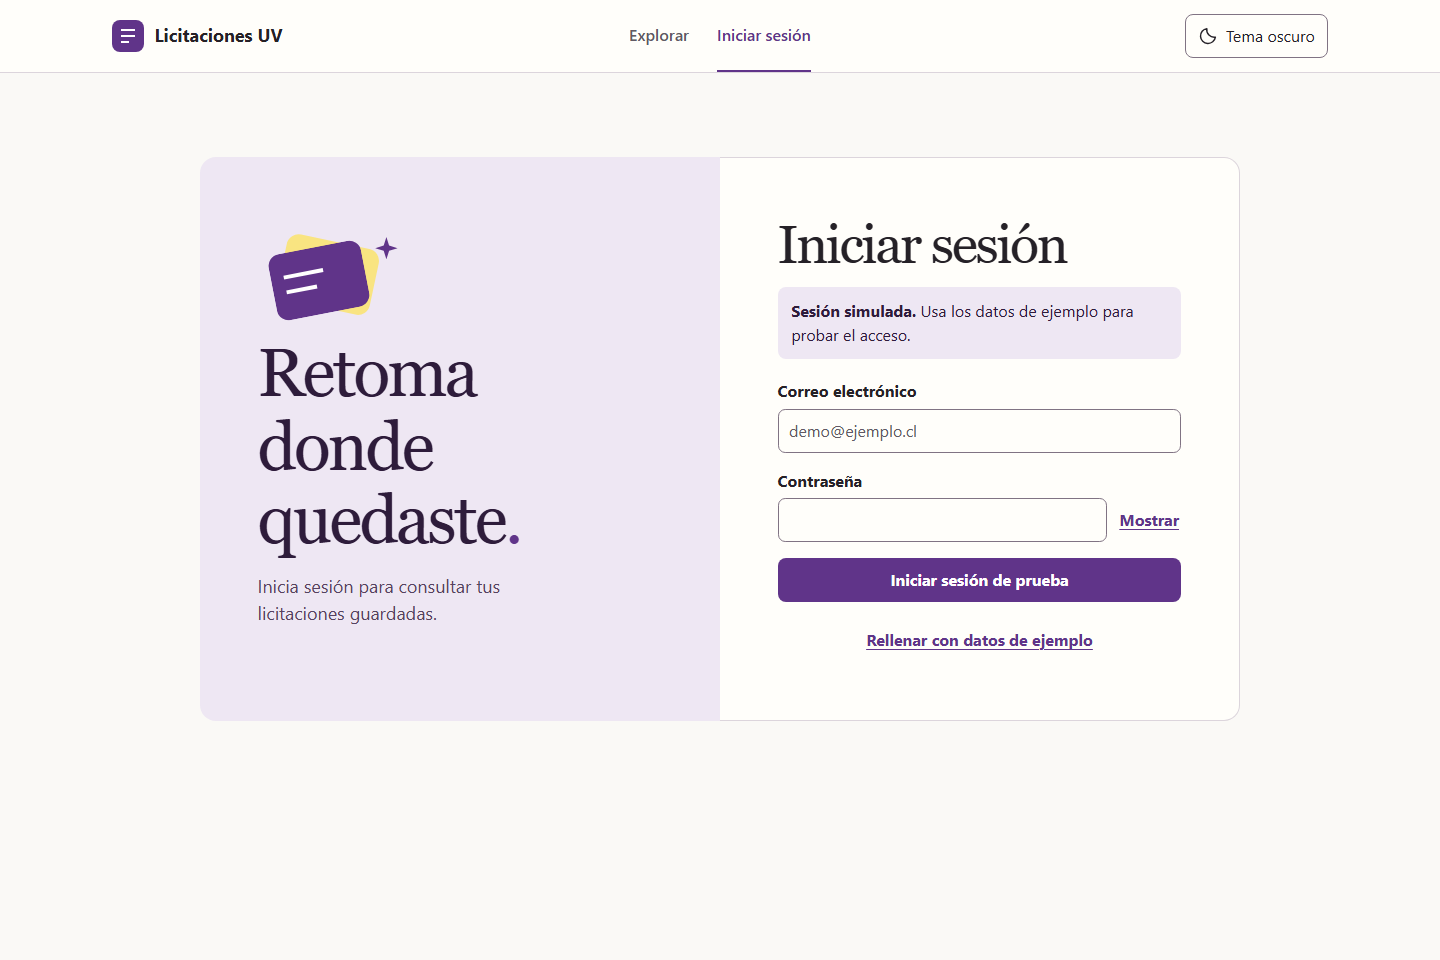 Licitaciones UV
Explorar
Iniciar sesión
Tema oscuro
Retoma
donde
quedaste.
Inicia sesión para consultar tus
licitaciones guardadas.
Iniciar sesión
Sesión simulada. Usa los datos de ejemplo para
probar el acceso.
Correo electrónico
demo@ejemplo.cl
Contraseña
Mostrar
Iniciar sesión de prueba
Rellenar con datos de ejemplo